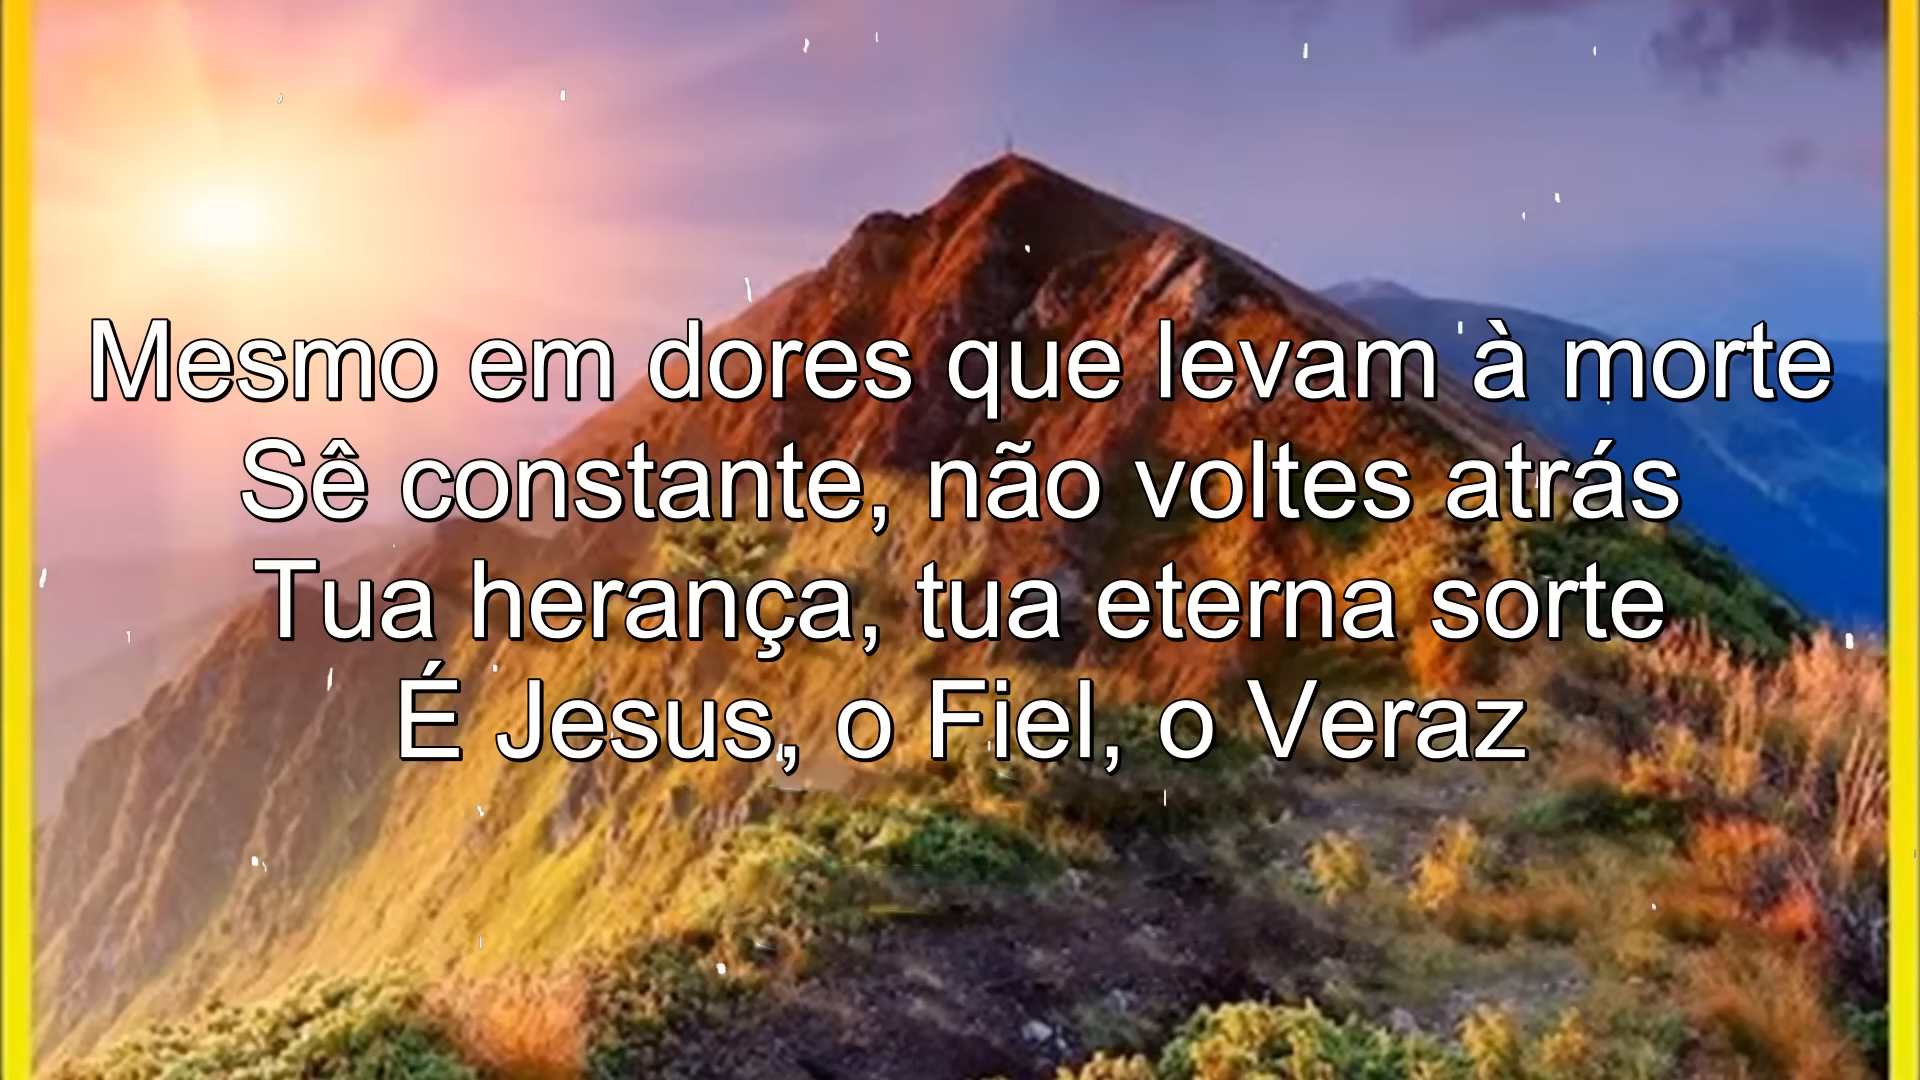 Mesmo em dores que levam à morte
Sê constante, não voltes atrás
Tua herança, tua eterna sorte
É Jesus, o Fiel, o Veraz